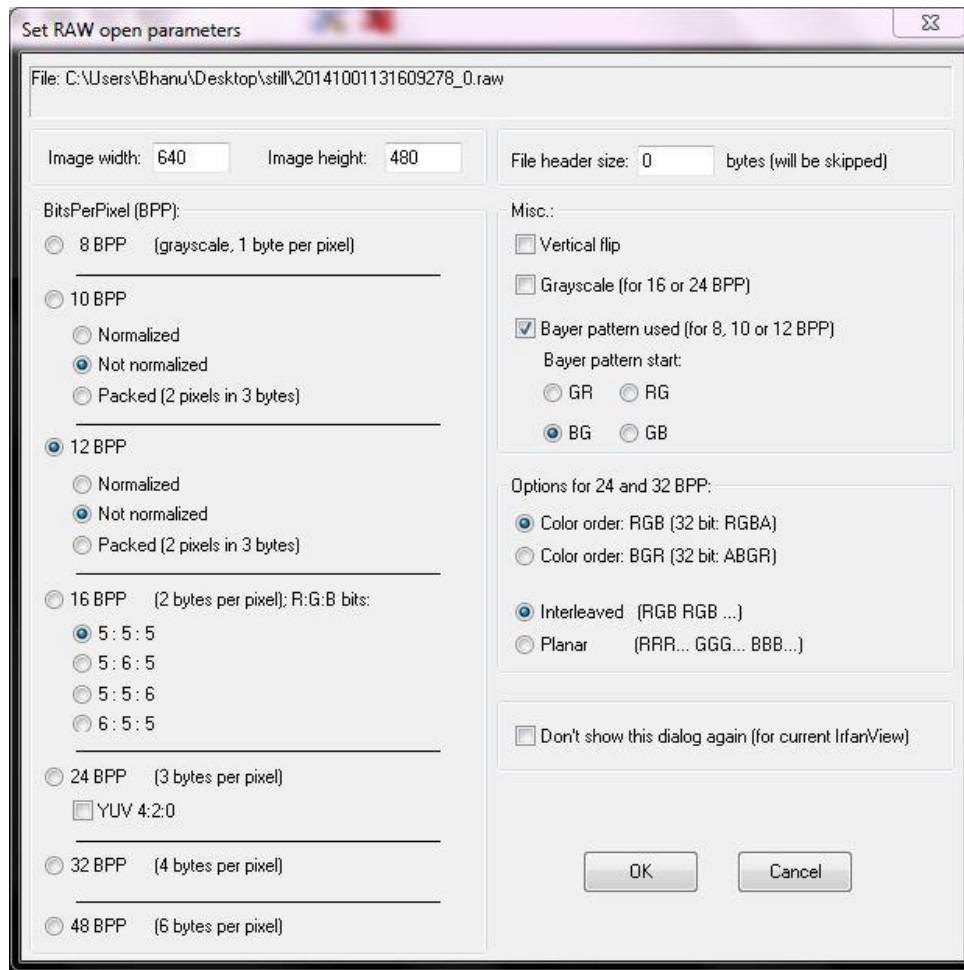 Set RAW open parameters
File: C:\Users\Bhanu\Desktop\still\20141001131609278_0.raw
Image width: 640 Image height: 480
File header size: 0 bytes (will be skipped)
BitsPerPixel (BPP):
8 BPP (grayscale, 1 byte per pixel)
10 BPP
Normalized
Not normalized
Packed (2 pixels in 3 bytes)
12 BPP
Normalized
Not normalized
Packed (2 pixels in 3 bytes)
16 BPP (2 bytes per pixel); R:G:B bits:
5 : 5 : 5
5 : 6 : 5
5 : 5 : 6
6 : 5 : 5
24 BPP (3 bytes per pixel)
YUV 4:2:0
32 BPP (4 bytes per pixel)
48 BPP (6 bytes per pixel)
Misc.:
Vertical flip
Grayscale (for 16 or 24 BPP)
Bayer pattern used (for 8, 10 or 12 BPP)
Bayer pattern start:
GR RG
BG GB
Options for 24 and 32 BPP:
Color order: RGB (32 bit: RGBA)
Color order: BGR (32 bit: ABGR)
Interleaved (RGB RGB ...)
Planar (RRR... GGG... BBB...)
Don't show this dialog again (for current IrfanView)
OK Cancel